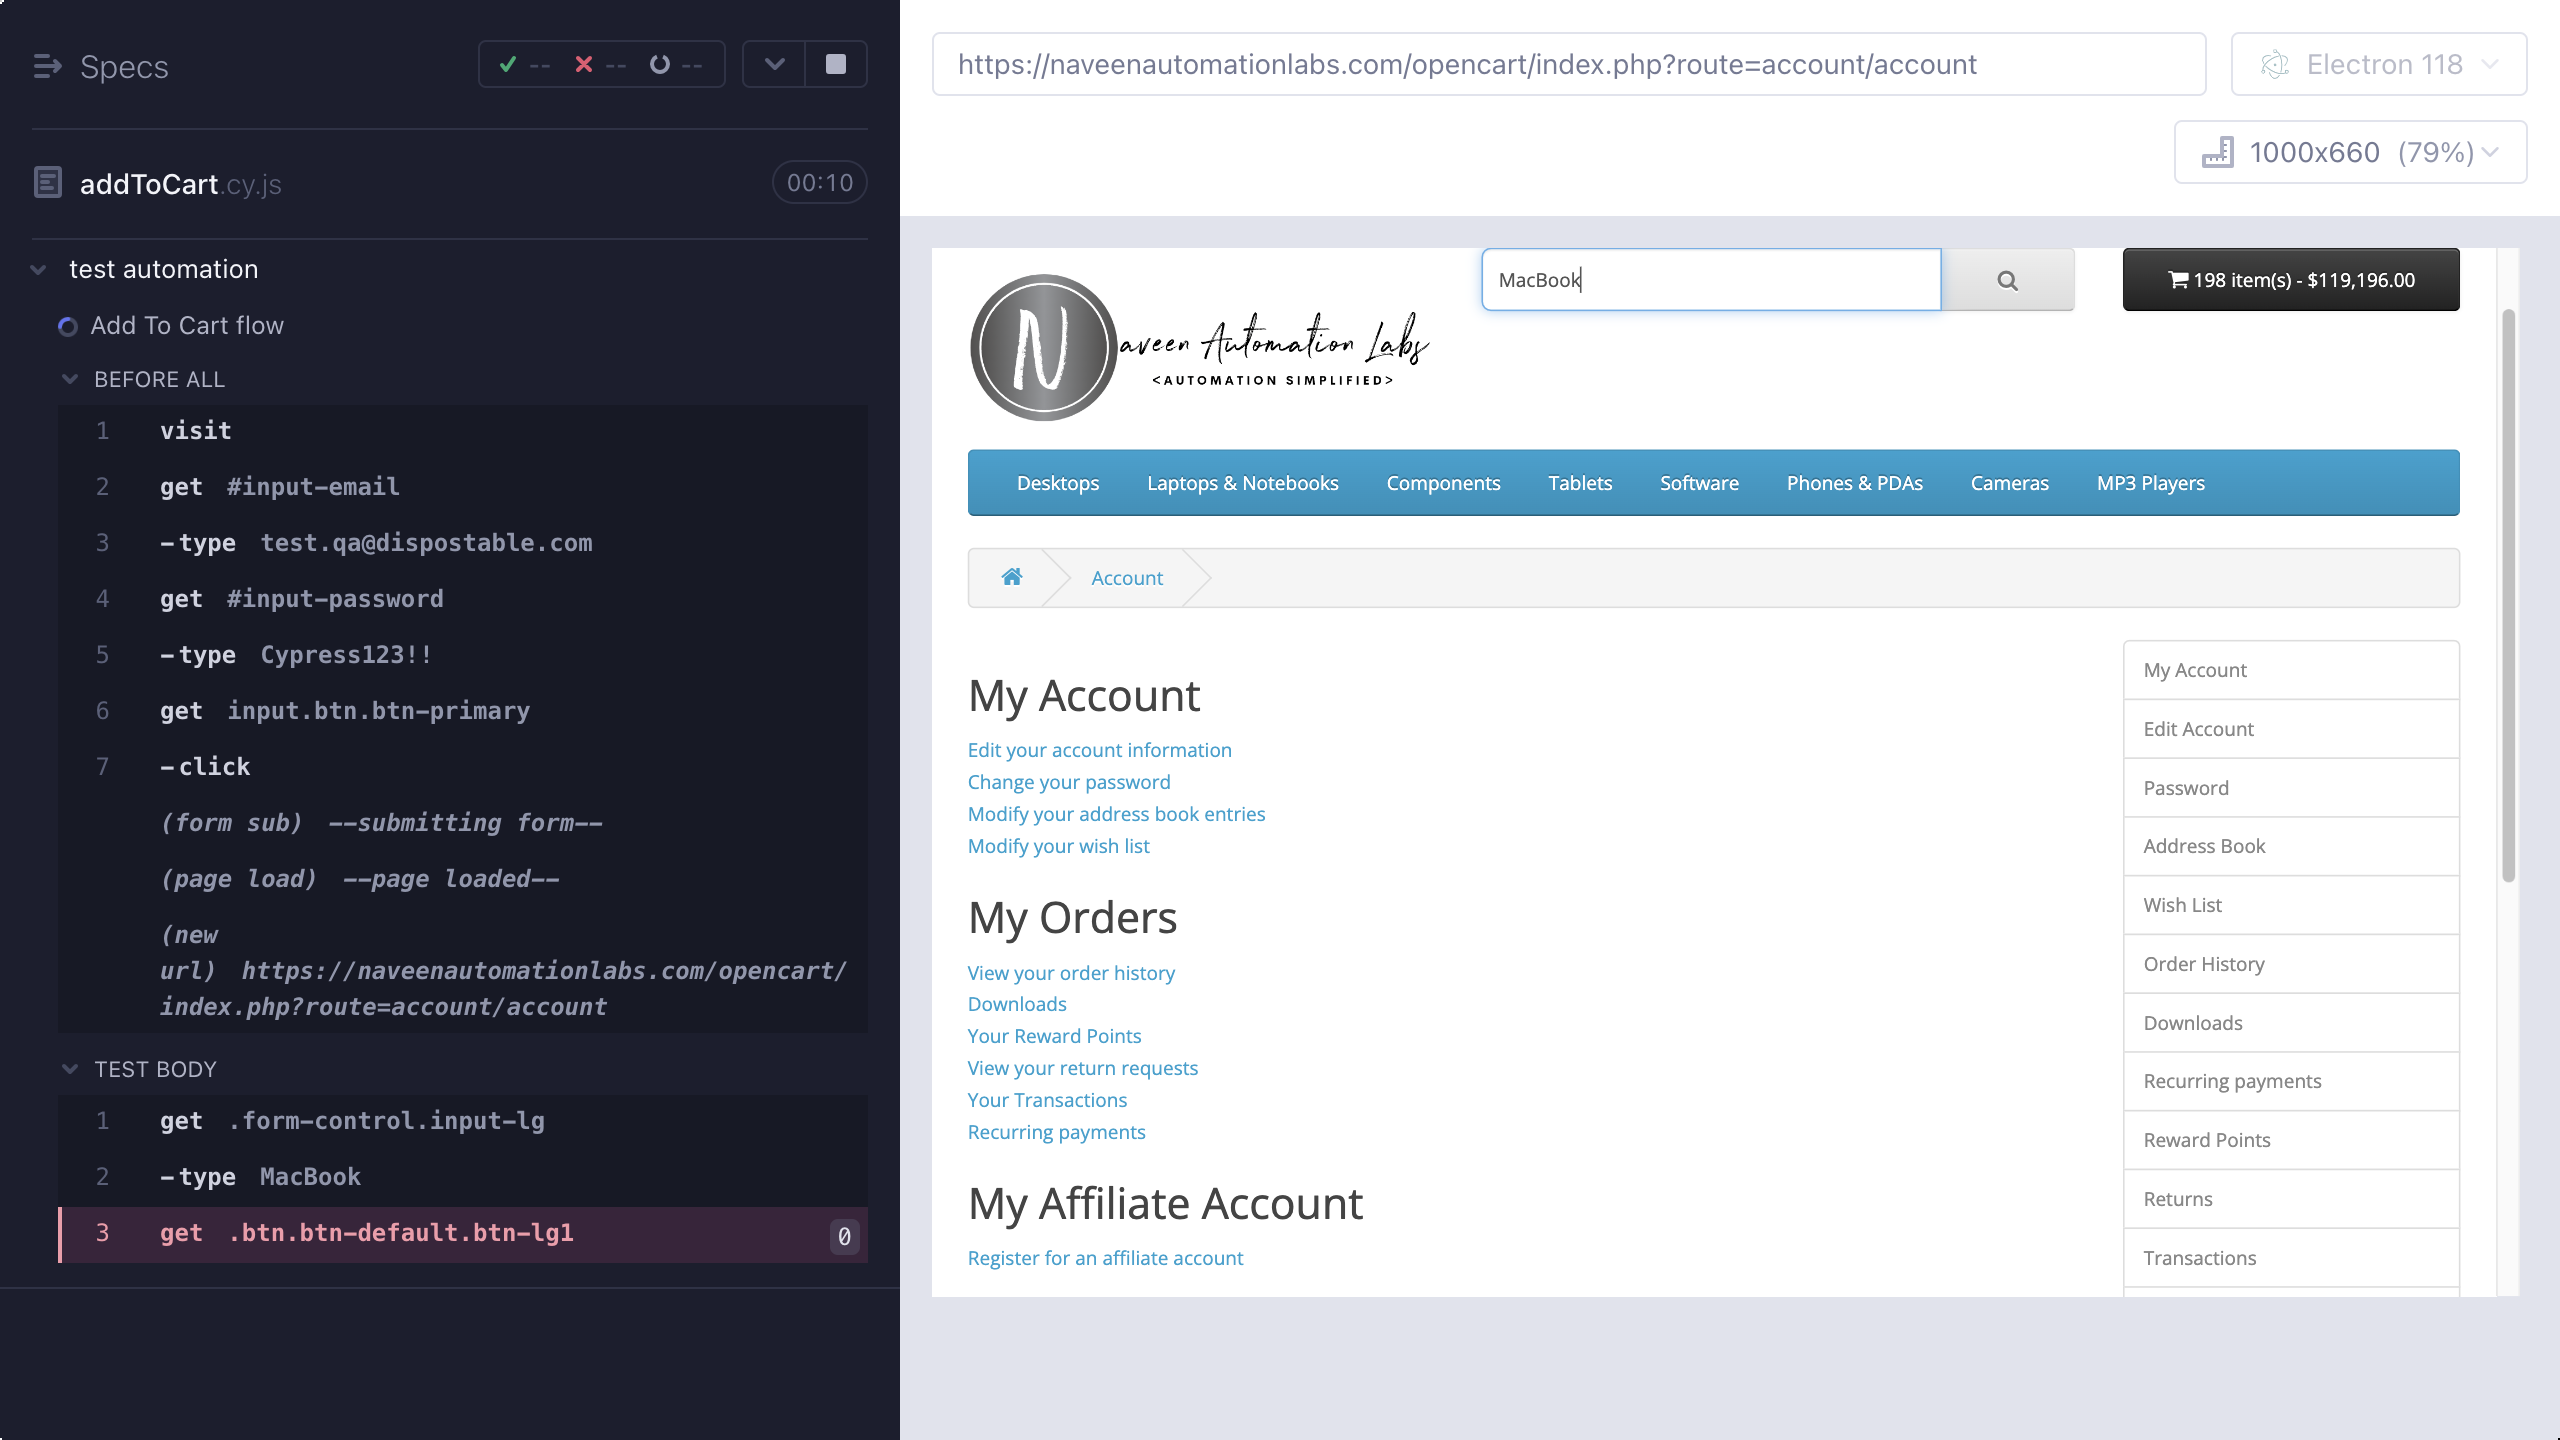 Specs
--
--
--
addToCart.cy.js
00:10
test automation
Add To Cart flow
BEFORE ALL
1 visit
2 get #input-email
3 -type test.qa@dispostable.com
4 get #input-password
5 -type Cypress123!!
6 get input.btn.btn-primary
7 -click
(form sub) --submitting form--
(page load) --page loaded--
(new
url) https://naveenautomationlabs.com/opencart/
index.php?route=account/account
TEST BODY
1 get .form-control.input-lg
2 -type MacBook
3 get .btn.btn-default.btn-lg1 0
https://naveenautomationlabs.com/opencart/index.php?route=account/account
Electron 118
1000x660 (79%)
N
aveen Automation Labs
<AUTOMATION SIMPLIFIED>
MacBook
198 item(s) - $119,196.00
Desktops Laptops & Notebooks Components Tablets Software Phones & PDAs Cameras MP3 Players
Account
My Account
Edit your account information
Change your password
Modify your address book entries
Modify your wish list
My Orders
View your order history
Downloads
Your Reward Points
View your return requests
Your Transactions
Recurring payments
My Affiliate Account
Register for an affiliate account
My Account
Edit Account
Password
Address Book
Wish List
Order History
Downloads
Recurring payments
Reward Points
Returns
Transactions